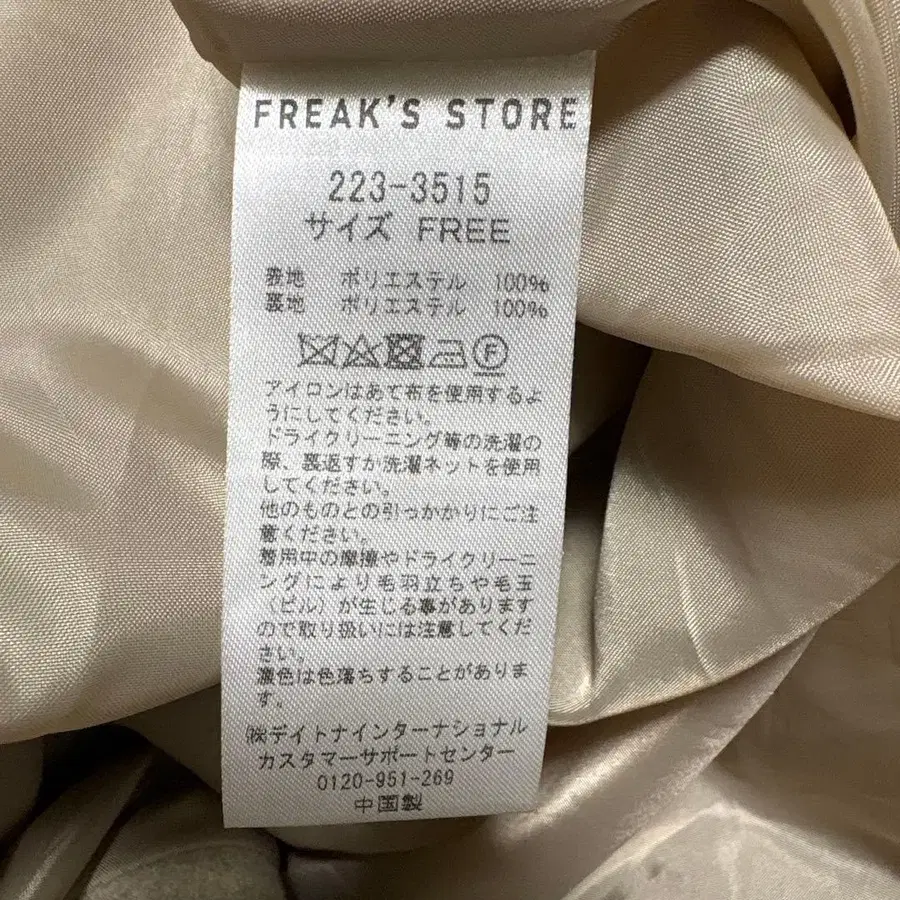 FREAK'S STORE
223-3515
サイズ FREE
表地 ポリエステル 100%
裏地 ポリエステル 100%
F
アイロンはあて布を使用するよ
うにしてください。
ドライクリーニング等の洗濯の
際、裏返すか洗濯ネットを使用
してください。
他のものとの引っかかりにご注
意ください。
着用中の摩擦やドライクリーニ
ングにより毛羽立ちや毛玉
(ピル)が生じる事があります
ので取り扱いには注意してくだ
さい。
濃色は色落ちすることがありま
す。
㈱デイトナインターナショナル
カスタマーサポートセンター
0120-951-269
中国製